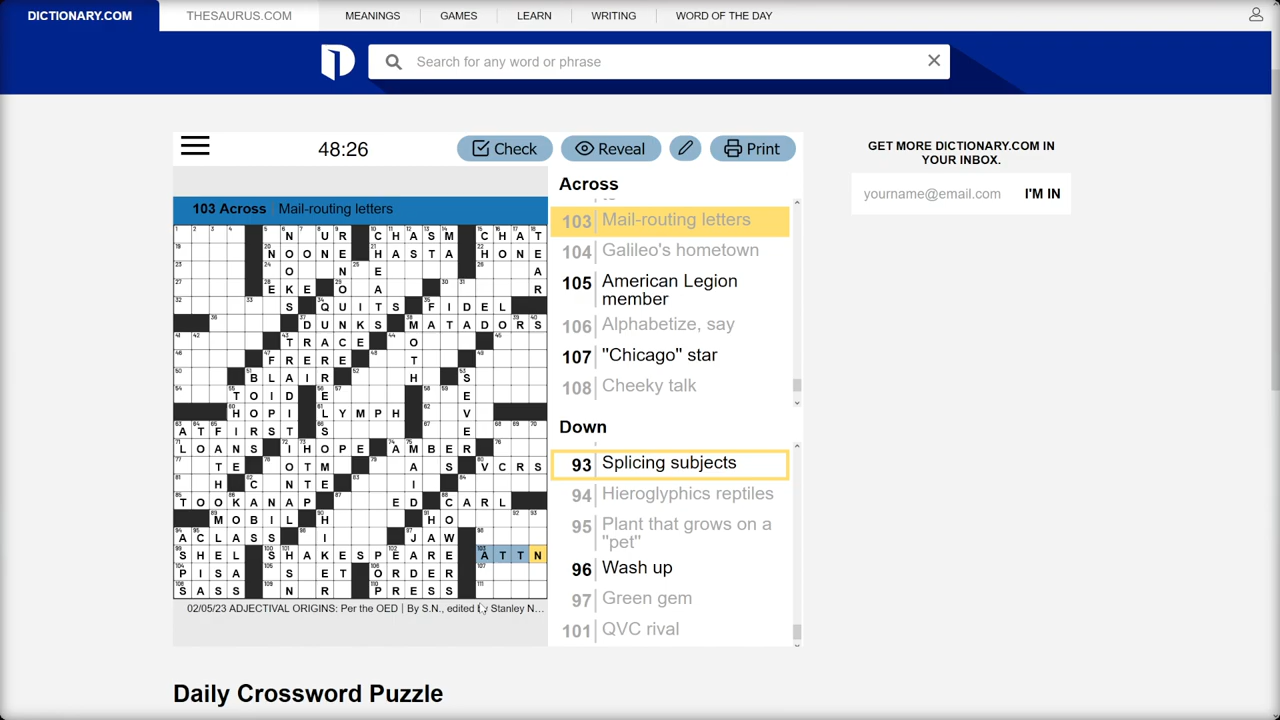 DICTIONARY.COM
THESAURUS.COM
MEANINGS
GAMES
LEARN
WRITING
WORD OF THE DAY
Search for any word or phrase
48:26
Check
Reveal
Print
GET MORE DICTIONARY.COM IN
YOUR INBOX.
yourname@email.com
I'M IN
103 Across
Mail-routing letters
Across
103 Mail-routing letters
104 Galileo's hometown
105 American Legion
member
106 Alphabetize, say
107 "Chicago" star
108 Cheeky talk
Down
93 Splicing subjects
94 Hieroglyphics reptiles
95 Plant that grows on a
"pet"
96 Wash up
97 Green gem
101 QVC rival
N U R C H A S M C H A T
N O O N E H A S T A H O N E
O N E A
E K E O A R
S Q U I T S F I D E L
D U N K S M A T A D O R S
T R A C E O
F R E R E T
B L A I R H S
T O I D E E
H O P I L Y M P H V
A T F I R S T S E
L O A N S I H O P E A M B E R
T E O T M A S V C R S
H C N T E I
T O O K A N A P E D C A R L
M O B I L H H O
A C L A S S I J A W
S H E L S H A K E S P E A R E A T T N
P I S A S E T O R D E R
S A S S N R P R E S S
02/05/23 ADJECTIVAL ORIGINS: Per the OED | By S.N., edited by Stanley N...
Daily Crossword Puzzle